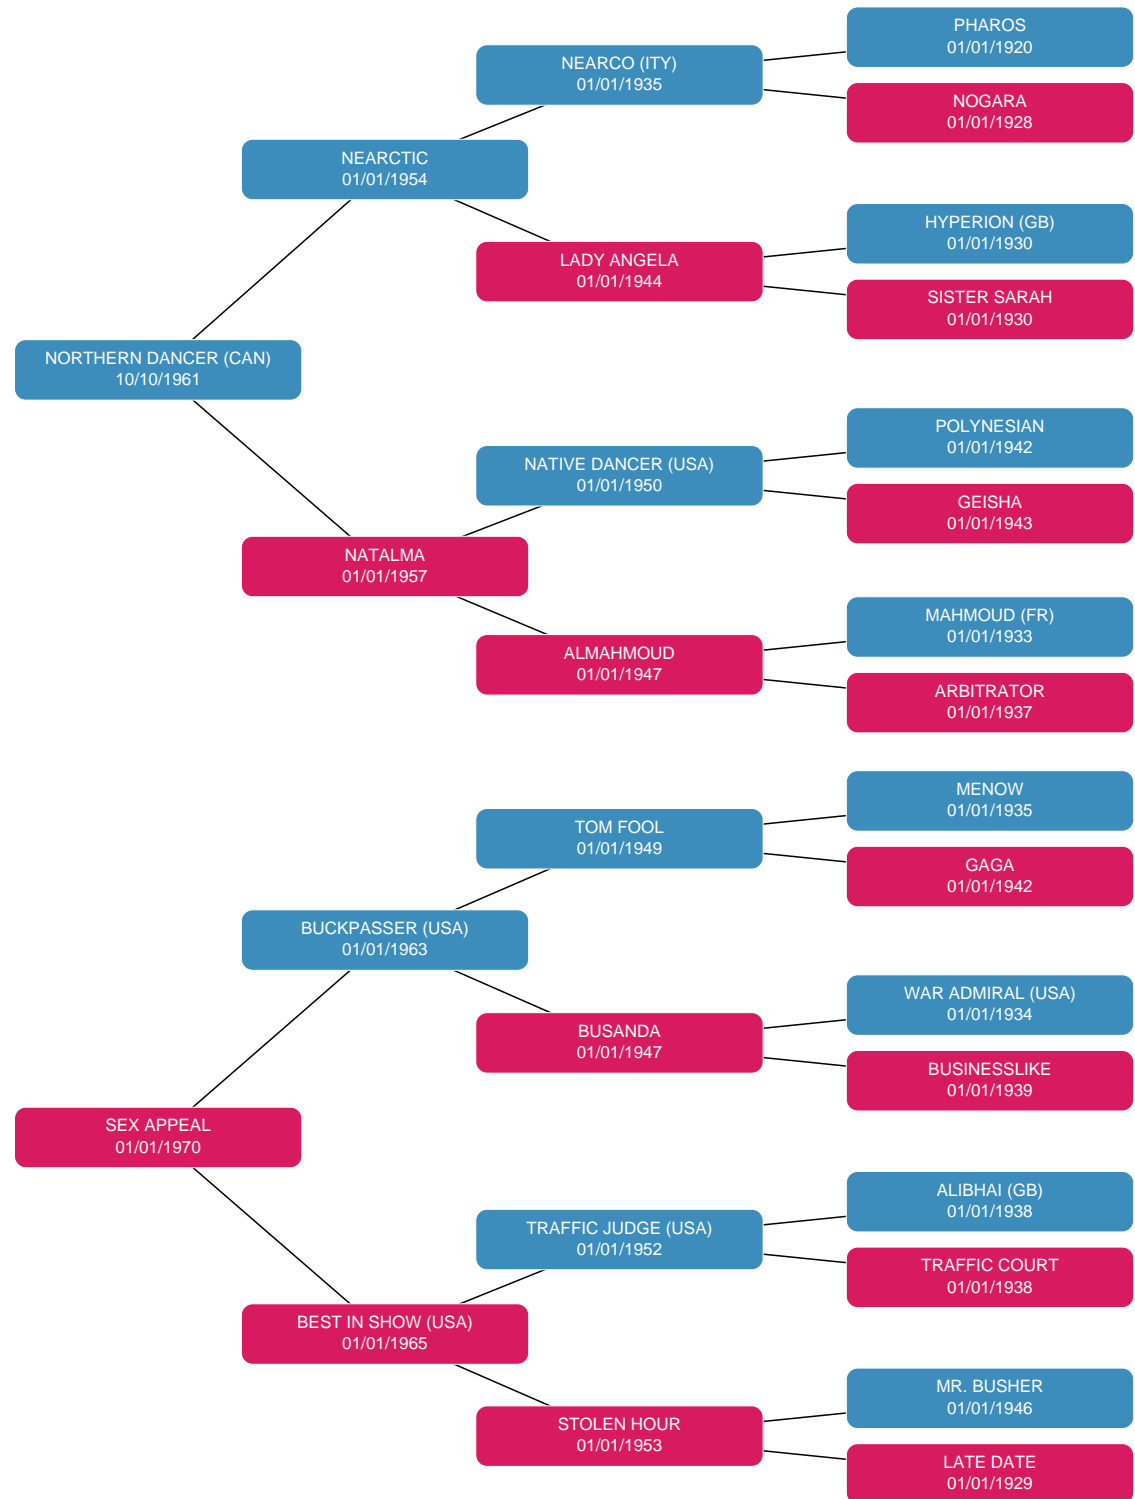 PHAROS
01/01/1920
NEARCO (ITY)
01/01/1935
NOGARA
01/01/1928
NEARCTIC
01/01/1954
HYPERION (GB)
01/01/1930
LADY ANGELA
01/01/1944
SISTER SARAH
01/01/1930
NORTHERN DANCER (CAN)
10/10/1961
POLYNESIAN
01/01/1942
NATIVE DANCER (USA)
01/01/1950
GEISHA
01/01/1943
NATALMA
01/01/1957
MAHMOUD (FR)
01/01/1933
ALMAHMOUD
01/01/1947
ARBITRATOR
01/01/1937
MENOW
01/01/1935
TOM FOOL
01/01/1949
GAGA
01/01/1942
BUCKPASSER (USA)
01/01/1963
WAR ADMIRAL (USA)
01/01/1934
BUSANDA
01/01/1947
BUSINESSLIKE
01/01/1939
SEX APPEAL
01/01/1970
ALIBHAI (GB)
01/01/1938
TRAFFIC JUDGE (USA)
01/01/1952
TRAFFIC COURT
01/01/1938
BEST IN SHOW (USA)
01/01/1965
MR. BUSHER
01/01/1946
STOLEN HOUR
01/01/1953
LATE DATE
01/01/1929